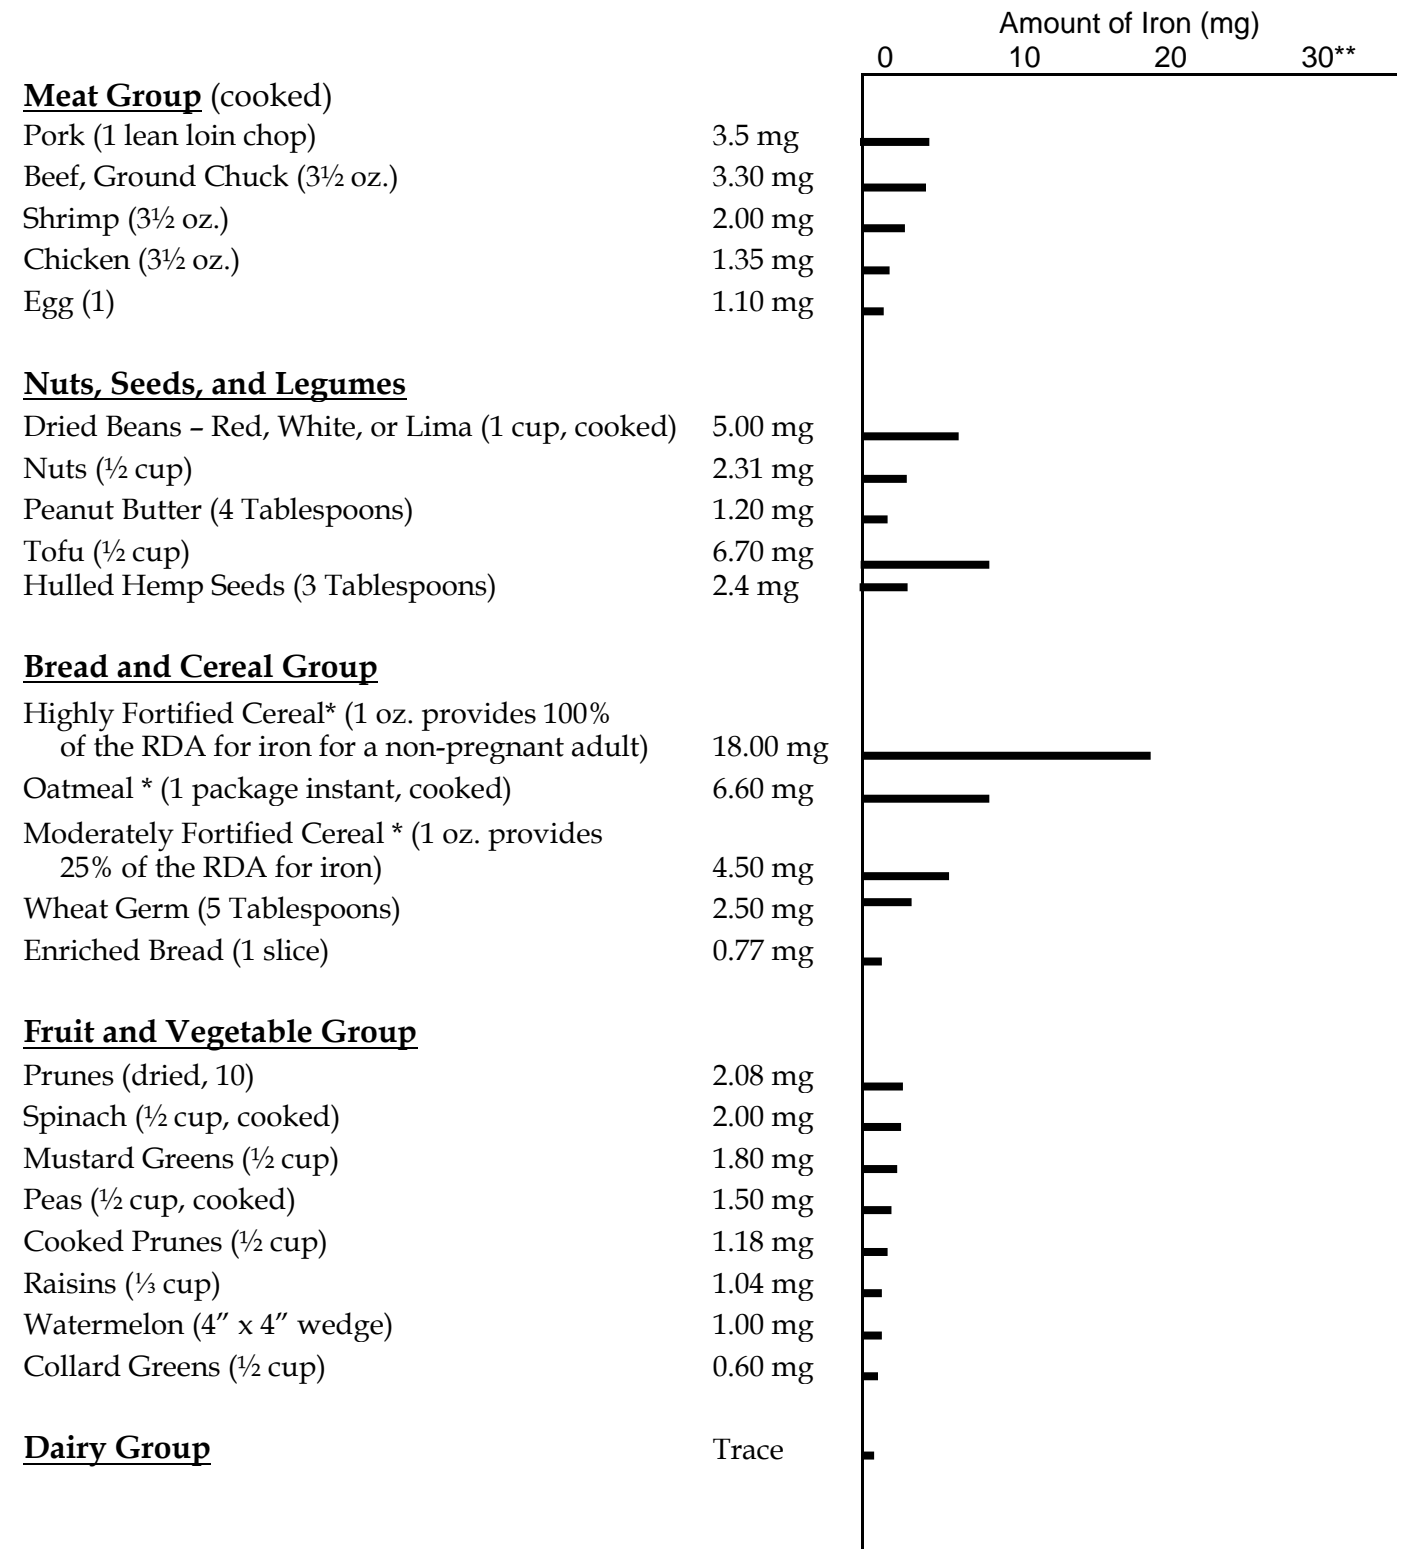 Amount of Iron (mg)
0 10 20 30**
Meat Group (cooked)
Pork (1 lean loin chop) 3.5 mg
Beef, Ground Chuck (3½ oz.) 3.30 mg
Shrimp (3½ oz.) 2.00 mg
Chicken (3½ oz.) 1.35 mg
Egg (1) 1.10 mg
Nuts, Seeds, and Legumes
Dried Beans – Red, White, or Lima (1 cup, cooked) 5.00 mg
Nuts (½ cup) 2.31 mg
Peanut Butter (4 Tablespoons) 1.20 mg
Tofu (½ cup) 6.70 mg
Hulled Hemp Seeds (3 Tablespoons) 2.4 mg
Bread and Cereal Group
Highly Fortified Cereal* (1 oz. provides 100%
of the RDA for iron for a non-pregnant adult) 18.00 mg
Oatmeal * (1 package instant, cooked) 6.60 mg
Moderately Fortified Cereal * (1 oz. provides
25% of the RDA for iron) 4.50 mg
Wheat Germ (5 Tablespoons) 2.50 mg
Enriched Bread (1 slice) 0.77 mg
Fruit and Vegetable Group
Prunes (dried, 10) 2.08 mg
Spinach (½ cup, cooked) 2.00 mg
Mustard Greens (½ cup) 1.80 mg
Peas (½ cup, cooked) 1.50 mg
Cooked Prunes (½ cup) 1.18 mg
Raisins (⅓ cup) 1.04 mg
Watermelon (4” x 4” wedge) 1.00 mg
Collard Greens (½ cup) 0.60 mg
Dairy Group Trace